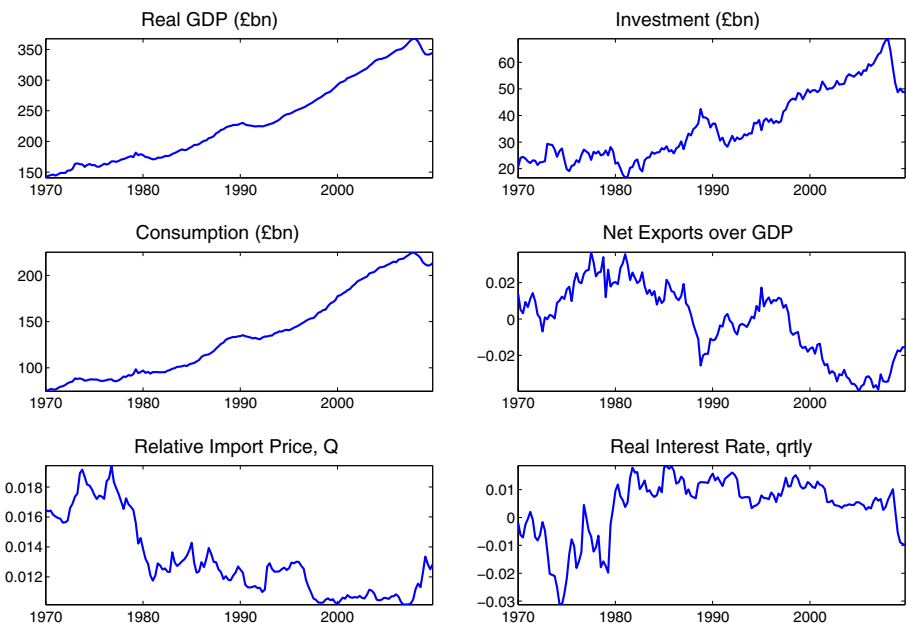 Real GDP (£bn)
350
300
250
200
150
1970 1980 1990 2000
Investment (£bn)
60
50
40
30
20
1970 1980 1990 2000
Consumption (£bn)
200
150
100
1970 1980 1990 2000
Net Exports over GDP
0.02
0
−0.02
1970 1980 1990 2000
Relative Import Price, Q
0.018
0.016
0.014
0.012
1970 1980 1990 2000
Real Interest Rate, qrtly
0.01
0
−0.01
−0.02
−0.03
1970 1980 1990 2000